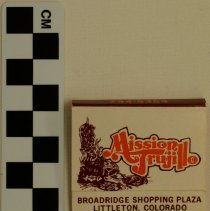 CM
Mission
Trujillo
BROADRIDGE SHOPPING PLAZA
LITTLETON, COLORADO